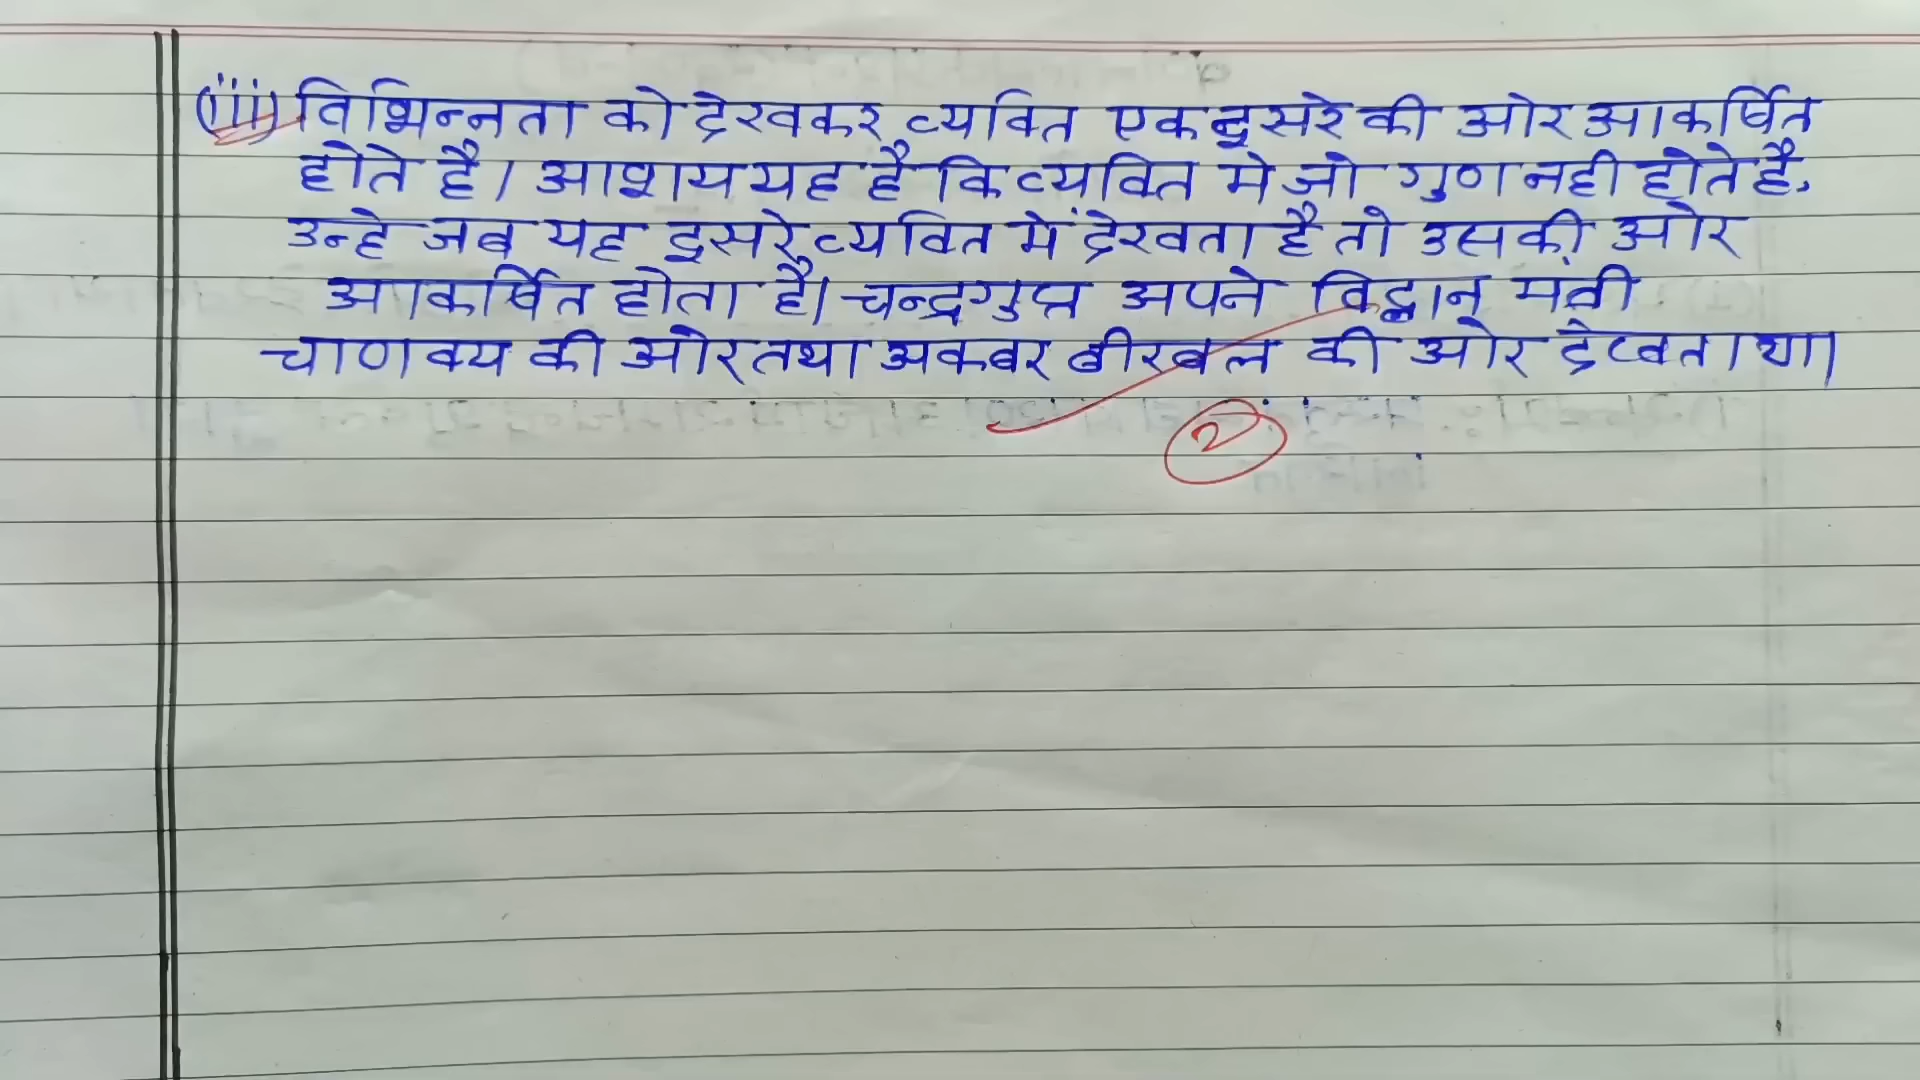 (iii) विभिन्नता को देखकर व्यक्ति एक दुसरे की ओर आकर्षित
होते है। आशय यह है कि व्यक्ति मे जो गुण नही होते है,
उन्हे जब यह दुसरे व्यक्ति में देखता है तो उसकी ओर
आकर्षित होता है। चन्द्रगुप्त अपने विद्वान मंत्री
चाणक्य की ओर तथा अकबर बीरबल की ओर देखता था।
2